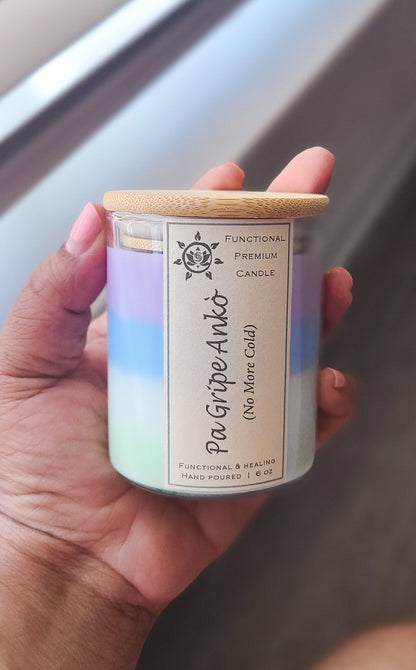 Functional
Premium
Candle
Pa Gripe Ankò
(No More Cold)
Functional & healing
Hand poured | 6 oz